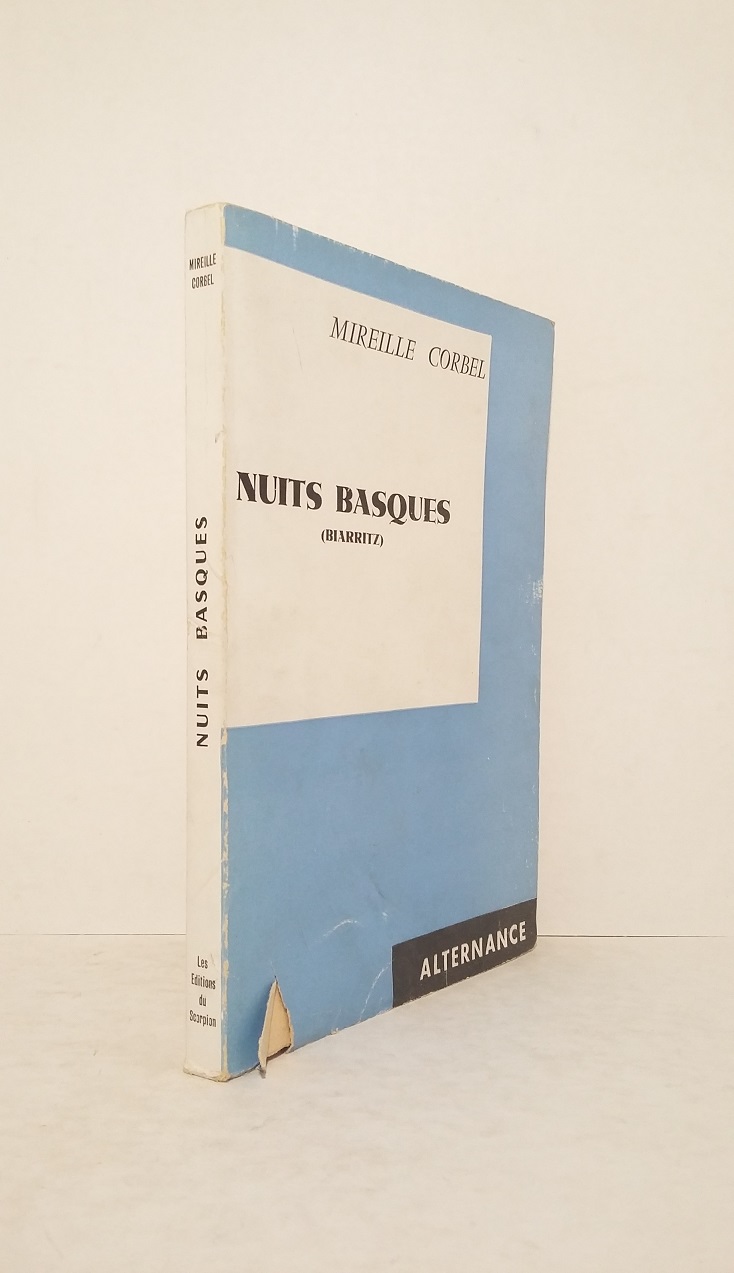 MIREILLE
CORBEL
NUITS BASQUES
Les
Editions
du
Scorpion
MIREILLE CORBEL
NUITS BASQUES
(BIARRITZ)
ALTERNANCE